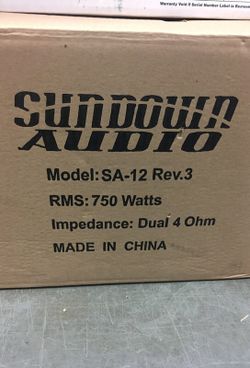 Warranty Void if Serial Number Label is Removed
SUNDOWN
AUDIO
Model: SA-12 Rev.3
RMS: 750 Watts
Impedance: Dual 4 Ohm
MADE IN CHINA